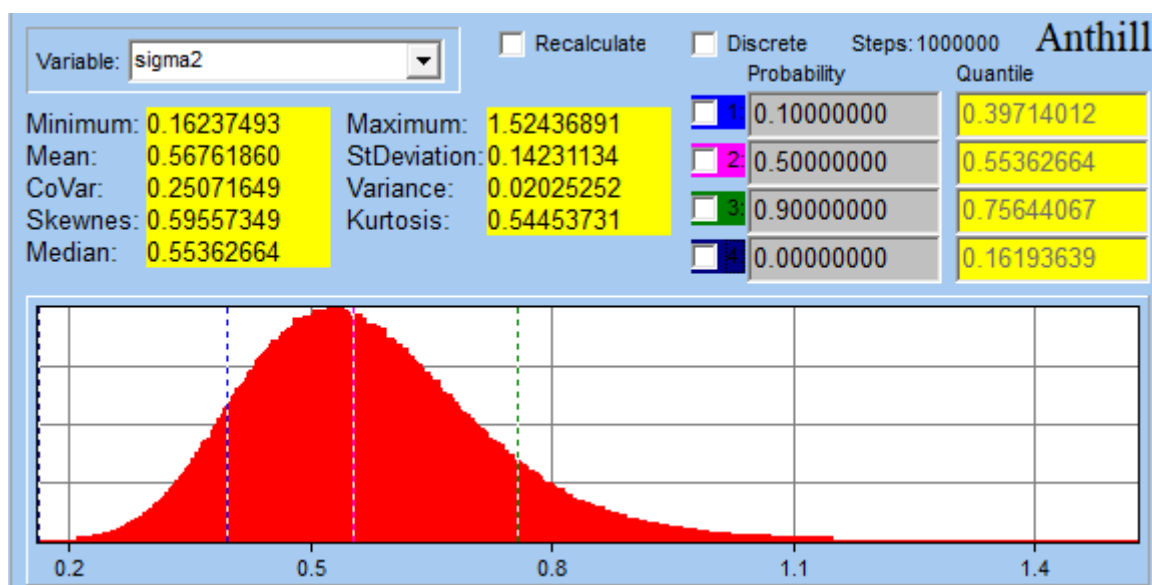 Variable: sigma2
Recalculate
Discrete Steps: 1000000 Anthill
Probability Quantile
Minimum: 0.16237493 Maximum: 1.52436891
Mean: 0.56761860 StDeviation: 0.14231134
CoVar: 0.25071649 Variance: 0.02025252
Skewnes: 0.59557349 Kurtosis: 0.54453731
Median: 0.55362664
1: 0.10000000 0.39714012
2: 0.50000000 0.55362664
3: 0.90000000 0.75644067
4: 0.00000000 0.16193639
0.2 0.5 0.8 1.1 1.4